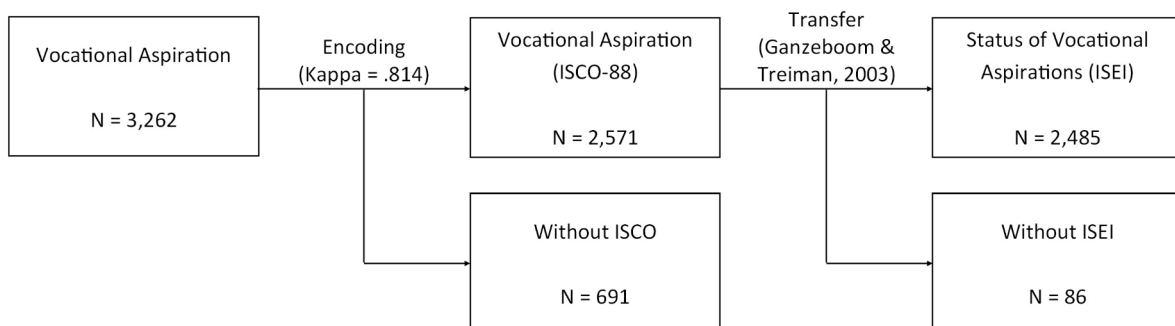 Vocational Aspiration
N = 3,262
Encoding
(Kappa = .814)
Vocational Aspiration
(ISCO-88)
N = 2,571
Transfer
(Ganzeboom &
Treiman, 2003)
Status of Vocational
Aspirations (ISEI)
N = 2,485
Without ISCO
N = 691
Without ISEI
N = 86